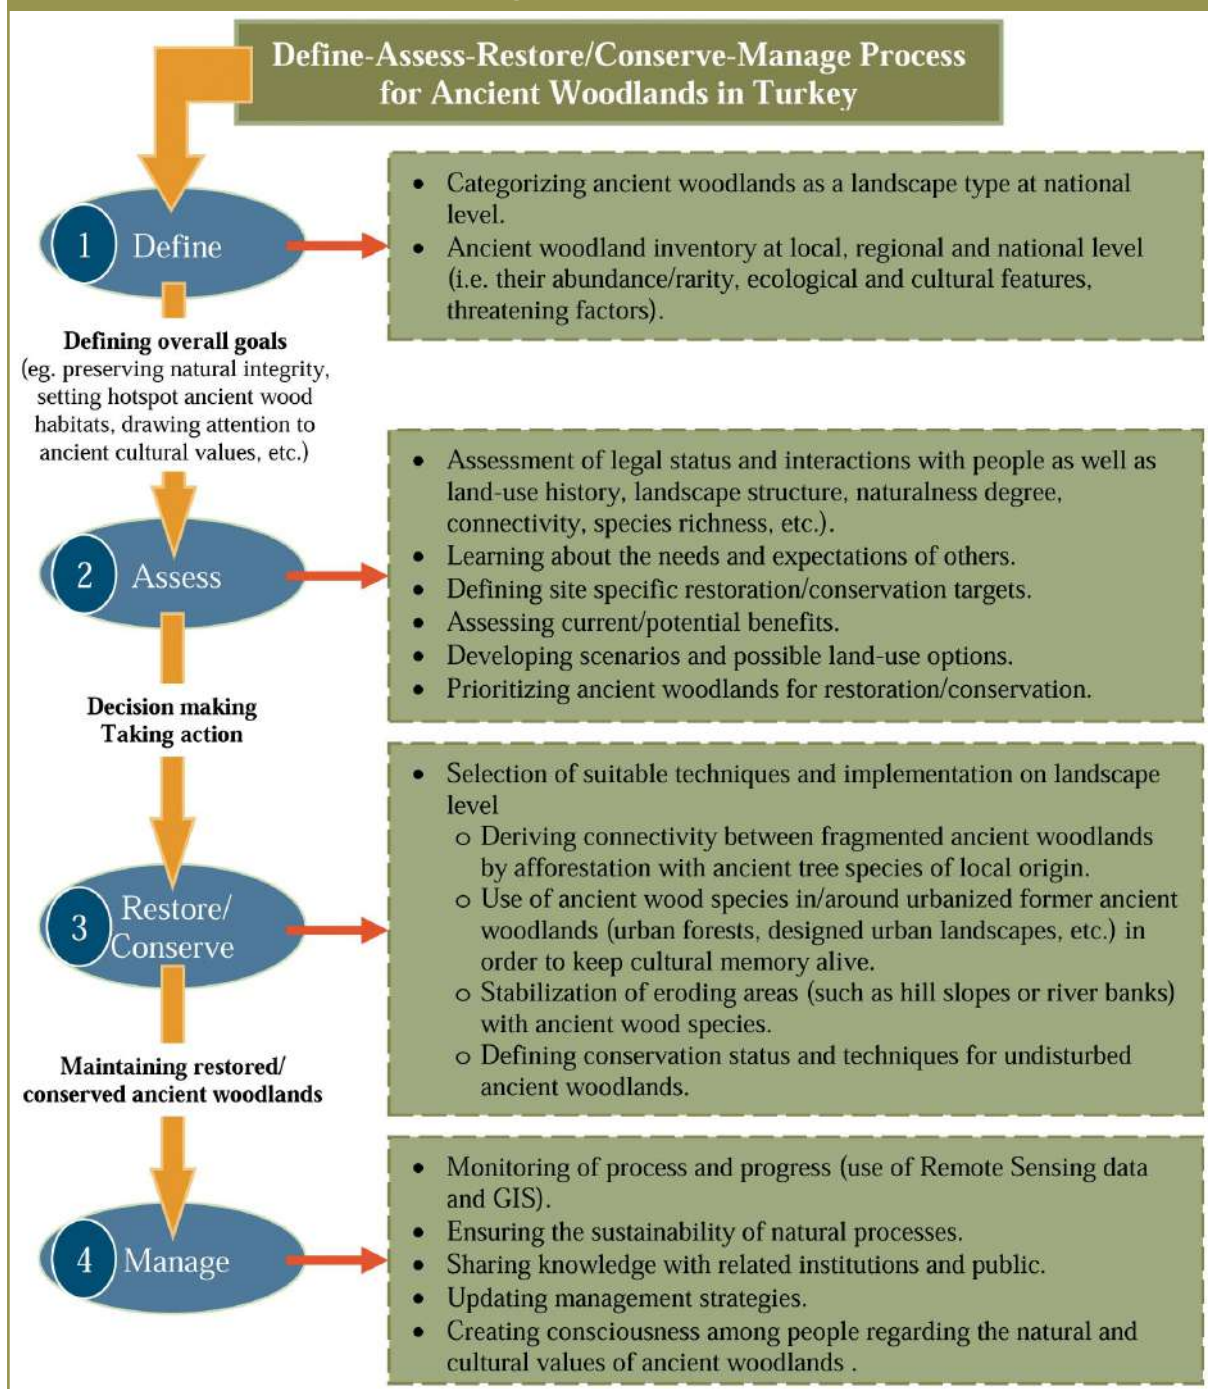 Define-Assess-Restore/Conserve-Manage Process
for Ancient Woodlands in Turkey
1 Define
• Categorizing ancient woodlands as a landscape type at national
level.
• Ancient woodland inventory at local, regional and national level
(i.e. their abundance/rarity, ecological and cultural features,
threatening factors).
Defining overall goals
(eg. preserving natural integrity,
setting hotspot ancient wood
habitats, drawing attention to
ancient cultural values, etc.)
2 Assess
• Assessment of legal status and interactions with people as well as
land-use history, landscape structure, naturalness degree,
connectivity, species richness, etc.).
• Learning about the needs and expectations of others.
• Defining site specific restoration/conservation targets.
• Assessing current/potential benefits.
• Developing scenarios and possible land-use options.
• Prioritizing ancient woodlands for restoration/conservation.
Decision making
Taking action
3 Restore/
Conserve
• Selection of suitable techniques and implementation on landscape
level
o Deriving connectivity between fragmented ancient woodlands
by afforestation with ancient tree species of local origin.
o Use of ancient wood species in/around urbanized former ancient
woodlands (urban forests, designed urban landscapes, etc.) in
order to keep cultural memory alive.
o Stabilization of eroding areas (such as hill slopes or river banks)
with ancient wood species.
o Defining conservation status and techniques for undisturbed
ancient woodlands.
Maintaining restored/
conserved ancient woodlands
4 Manage
• Monitoring of process and progress (use of Remote Sensing data
and GIS).
• Ensuring the sustainability of natural processes.
• Sharing knowledge with related institutions and public.
• Updating management strategies.
• Creating consciousness among people regarding the natural and
cultural values of ancient woodlands .